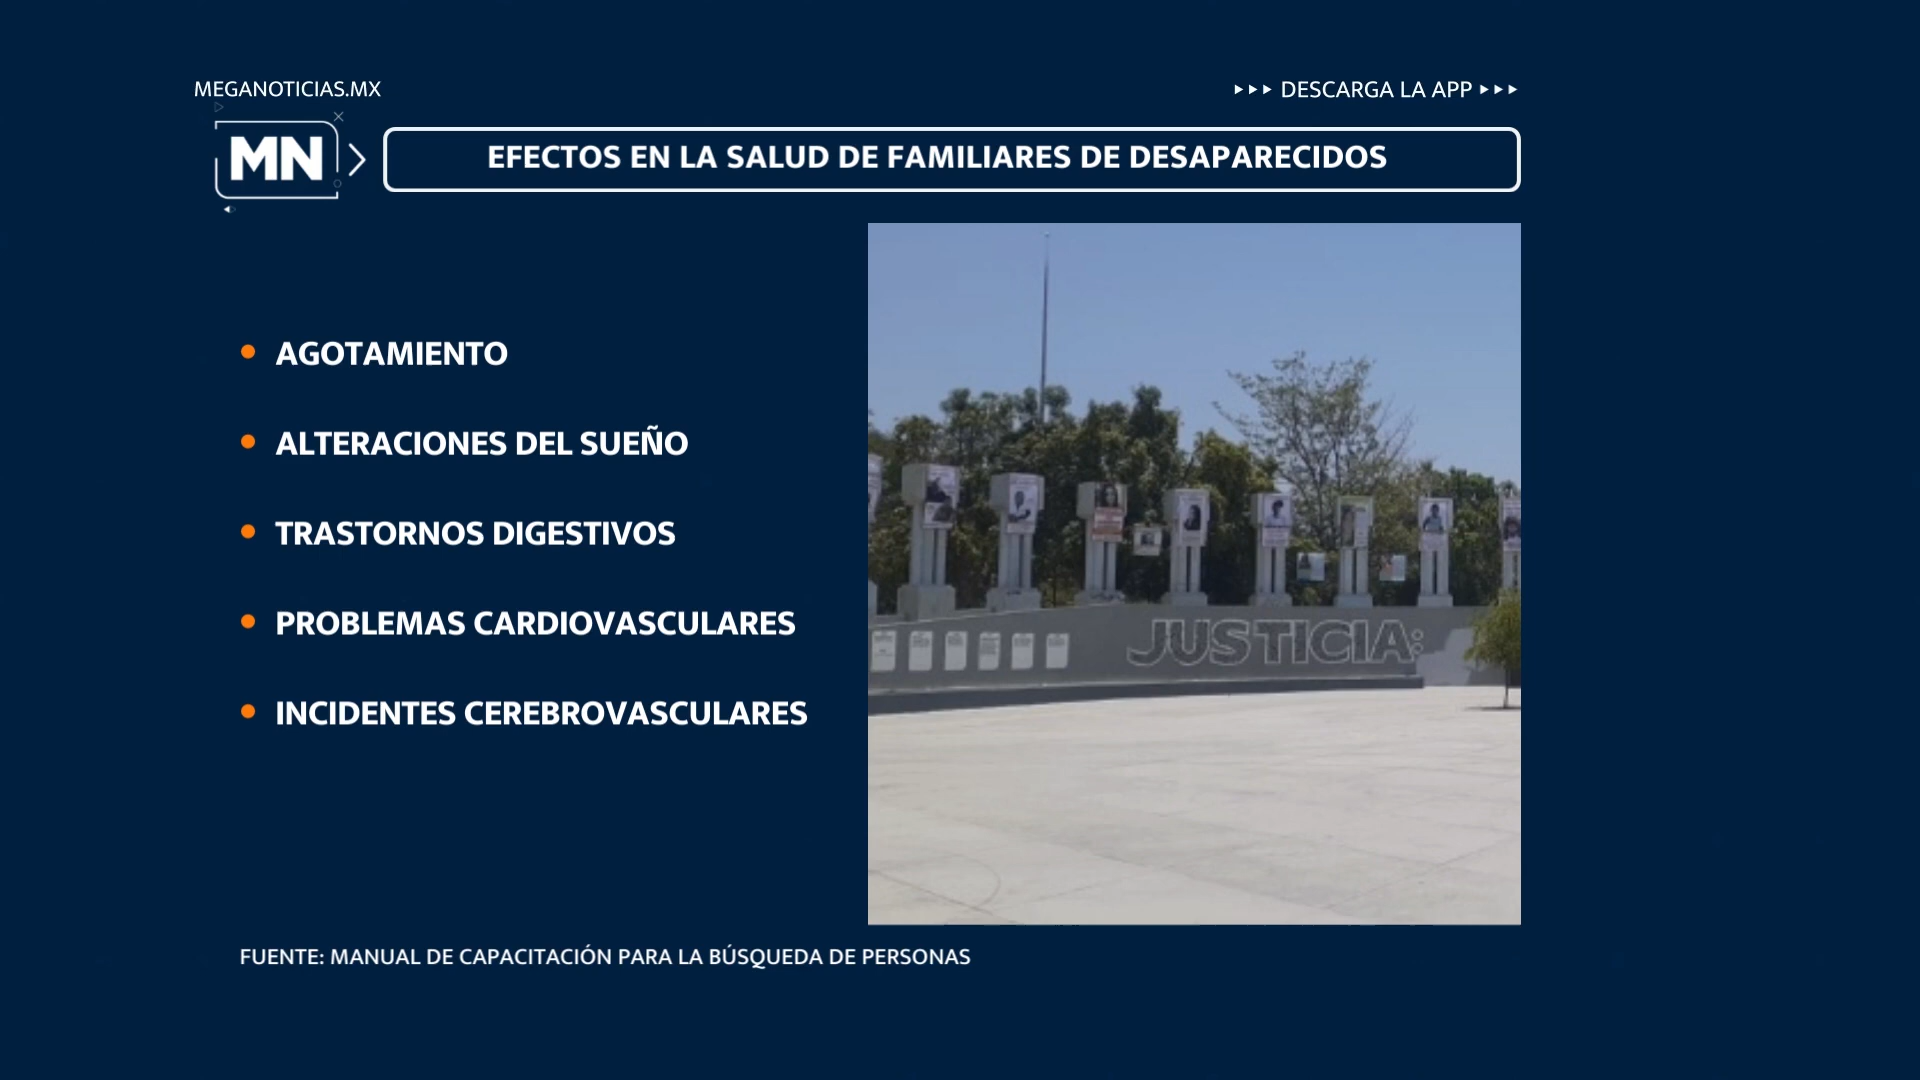 MEGANOTICIAS.MX
DESCARGA LA APP
MN
EFECTOS EN LA SALUD DE FAMILIARES DE DESAPARECIDOS
AGOTAMIENTO
ALTERACIONES DEL SUEÑO
TRASTORNOS DIGESTIVOS
PROBLEMAS CARDIOVASCULARES
INCIDENTES CEREBROVASCULARES
JUSTICIA:
FUENTE: MANUAL DE CAPACITACIÓN PARA LA BÚSQUEDA DE PERSONAS